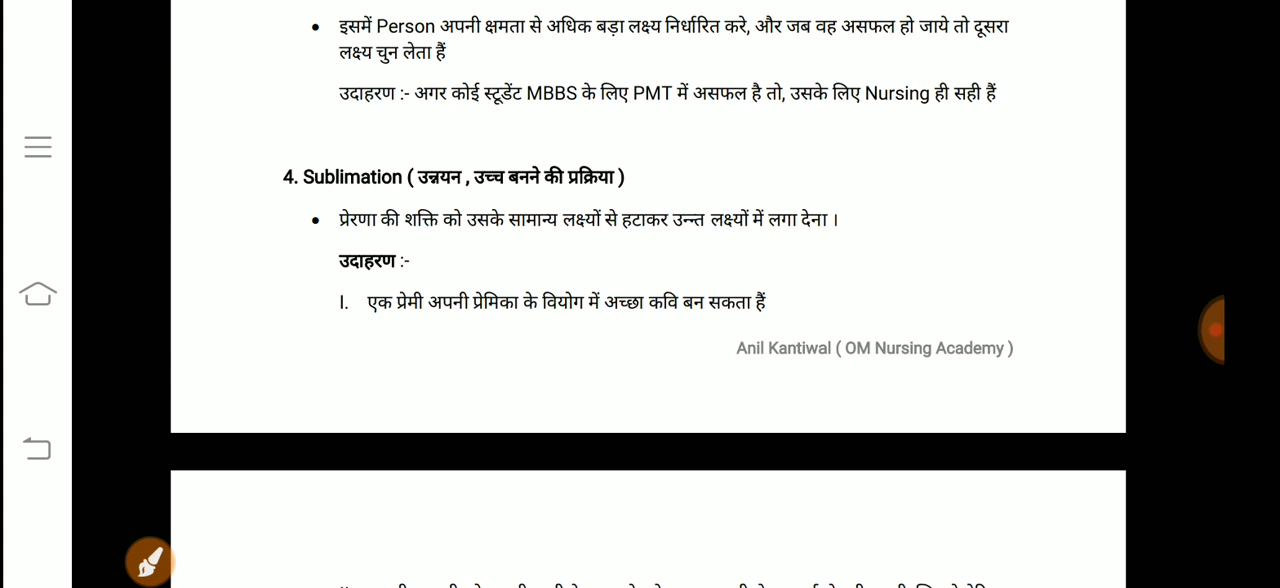 • इसमें Person अपनी क्षमता से अधिक बड़ा लक्ष्य निर्धारित करे, और जब वह असफल हो जाये तो दूसरा
लक्ष्य चुन लेता हैं
उदाहरण :- अगर कोई स्टूडेंट MBBS के लिए PMT में असफल है तो, उसके लिए Nursing ही सही हैं
4. Sublimation ( उन्नयन , उच्च बनने की प्रक्रिया )
• प्रेरणा की शक्ति को उसके सामान्य लक्ष्यों से हटाकर उन्न्त लक्ष्यों में लगा देना ।
उदाहरण :-
I. एक प्रेमी अपनी प्रेमिका के वियोग में अच्छा कवि बन सकता हैं
Anil Kantiwal ( OM Nursing Academy )